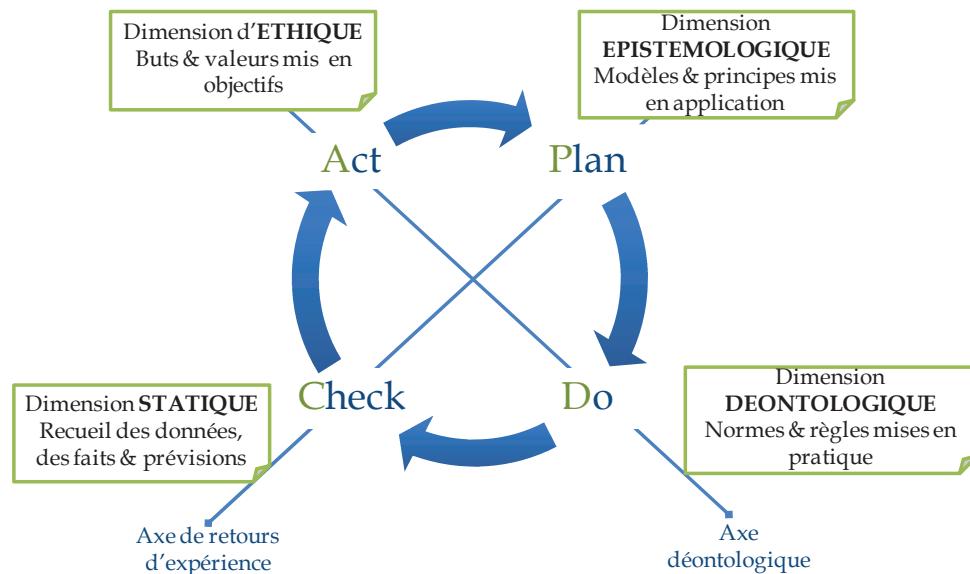 Dimension d'ETHIQUE
Buts & valeurs mis en
objectifs
Dimension
EPISTEMOLOGIQUE
Modèles & principes mis
en application
Act
Plan
Check
Do
Dimension STATIQUE
Recueil des données,
des faits & prévisions
Dimension
DEONTOLOGIQUE
Normes & règles mises en
pratique
Axe de retours
d'expérience
Axe
déontologique